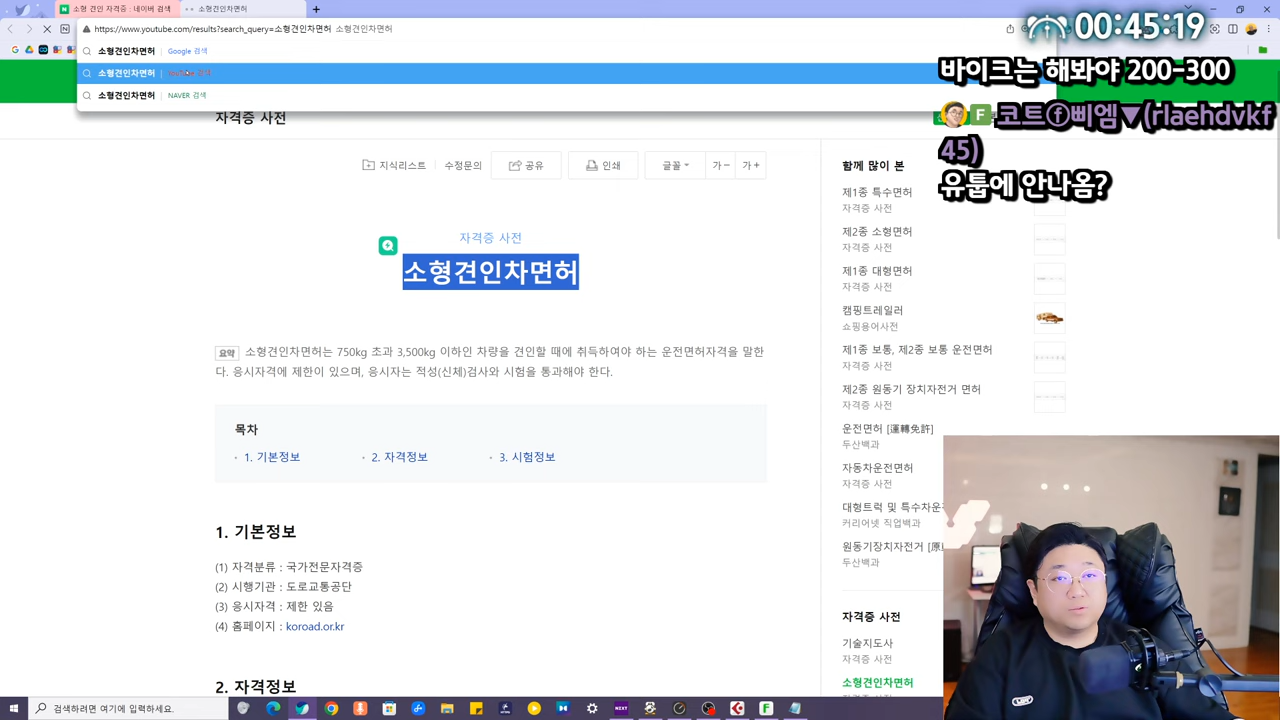 소형 견인 자격증 : 네이버 검색
소형견인차면허
https://www.youtube.com/results?search_query=소형견인차면허 소형견인차면허
소형견인차면허 Google 검색
소형견인차면허
소형견인차면허 NAVER 검색
00:45:19
바이크는 해봐야 200-300
F 코트ⓕ삐엠▼(rlaehdvkf
45)
유툽에 안나옴?
자격증 사전
지식리스트 수정문의 공유 인쇄 글꼴 가- 가+
자격증 사전
소형견인차면허
요약 소형견인차면허는 750kg 초과 3,500kg 이하인 차량을 견인할 때에 취득하여야 하는 운전면허자격을 말한
다. 응시자격에 제한이 있으며, 응시자는 적성(신체)검사와 시험을 통과해야 한다.
목차
1. 기본정보 2. 자격정보 3. 시험정보
1. 기본정보
(1) 자격분류 : 국가전문자격증
(2) 시행기관 : 도로교통공단
(3) 응시자격 : 제한 있음
(4) 홈페이지 : koroad.or.kr
2. 자격정보
함께 많이 본
제1종 특수면허
자격증 사전
제2종 소형면허
자격증 사전
제1종 대형면허
자격증 사전
캠핑트레일러
쇼핑용어사전
제1종 보통, 제2종 보통 운전면허
자격증 사전
제2종 원동기 장치자전거 면허
자격증 사전
운전면허 [運轉免許]
두산백과
자동차운전면허
자격증 사전
대형트럭 및 특수차운전
커리어넷 직업백과
원동기장치자전거
두산백과
자격증 사전
기술지도사
자격증 사전
소형견인차면허
검색하려면 여기에 입력하십시오.
NEXT